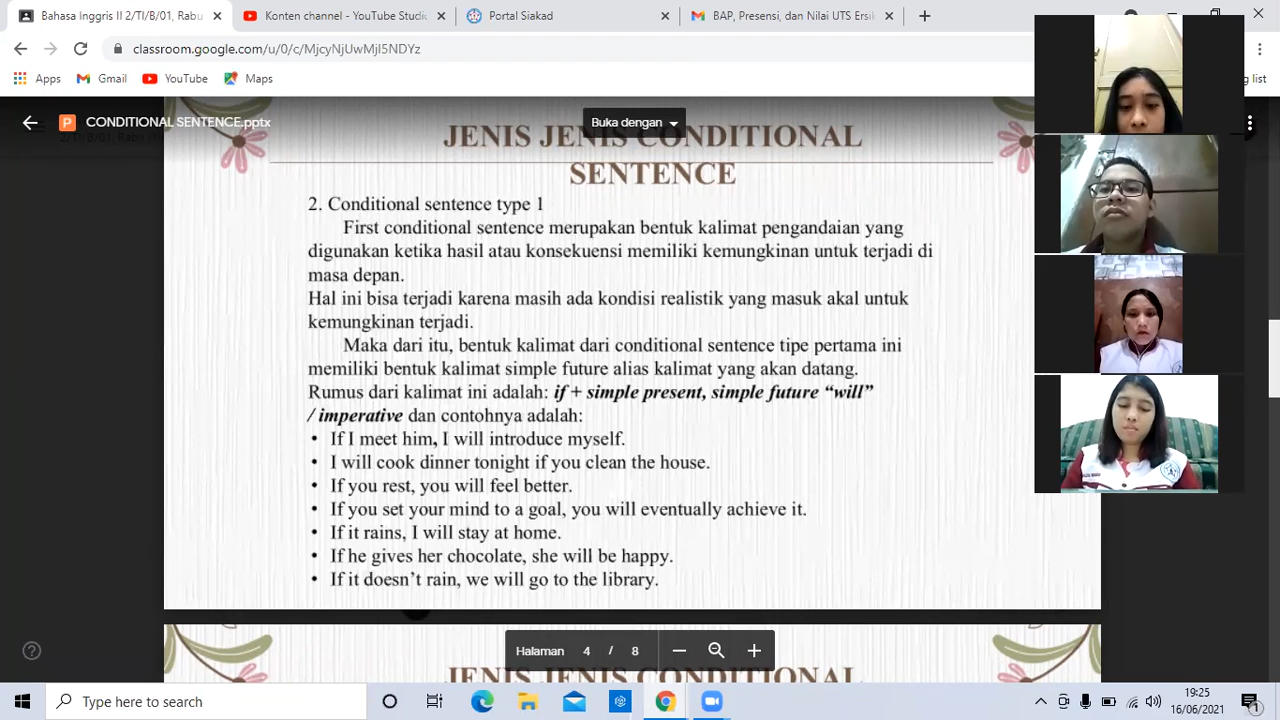 Bahasa Inggris II 2/TI/B/01, Rabu
Konten channel - YouTube Studi
Portal Siakad
BAP, Presensi, dan Nilai UTS Ersik
classroom.google.com/u/0/c/MjcyNjUwMjI5NDYz
Apps
Gmail
YouTube
Maps
ng list
CONDITIONAL SENTENCE.pptx
Buka dengan
JENIS JENIS CONDITIONAL
SENTENCE
2. Conditional sentence type 1
First conditional sentence merupakan bentuk kalimat pengandaian yang
digunakan ketika hasil atau konsekuensi memiliki kemungkinan untuk terjadi di
masa depan.
Hal ini bisa terjadi karena masih ada kondisi realistik yang masuk akal untuk
kemungkinan terjadi.
Maka dari itu, bentuk kalimat dari conditional sentence tipe pertama ini
memiliki bentuk kalimat simple future alias kalimat yang akan datang.
Rumus dari kalimat ini adalah: if + simple present, simple future “will”
/ imperative dan contohnya adalah:
• If I meet him, I will introduce myself.
• I will cook dinner tonight if you clean the house.
• If you rest, you will feel better.
• If you set your mind to a goal, you will eventually achieve it.
• If it rains, I will stay at home.
• If he gives her chocolate, she will be happy.
• If it doesn’t rain, we will go to the library.
Halaman 4 / 8
JENIS JENIS CONDITIONAL
Type here to search
19:25
16/06/2021